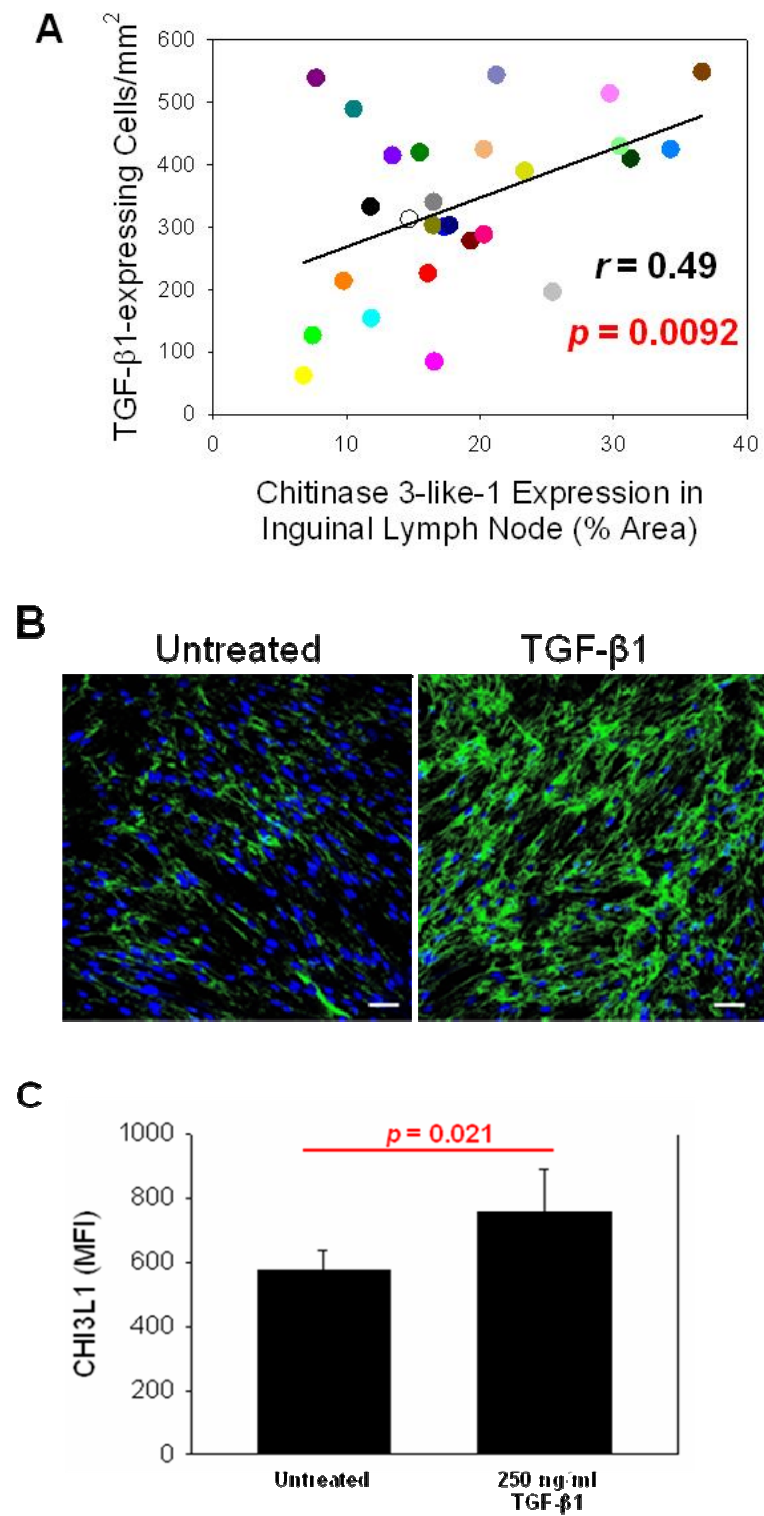 A
TGF-β1-expressing Cells/mm²
600
500
400
300
200
100
0
0 10 20 30 40
r = 0.49
p = 0.0092
Chitinase 3-like-1 Expression in
Inguinal Lymph Node (% Area)
B
Untreated TGF-β1
C
CHI3L1 (MFI)
1000
800
600
400
200
0
p = 0.021
Untreated 250 ng/ml
TGF-β1